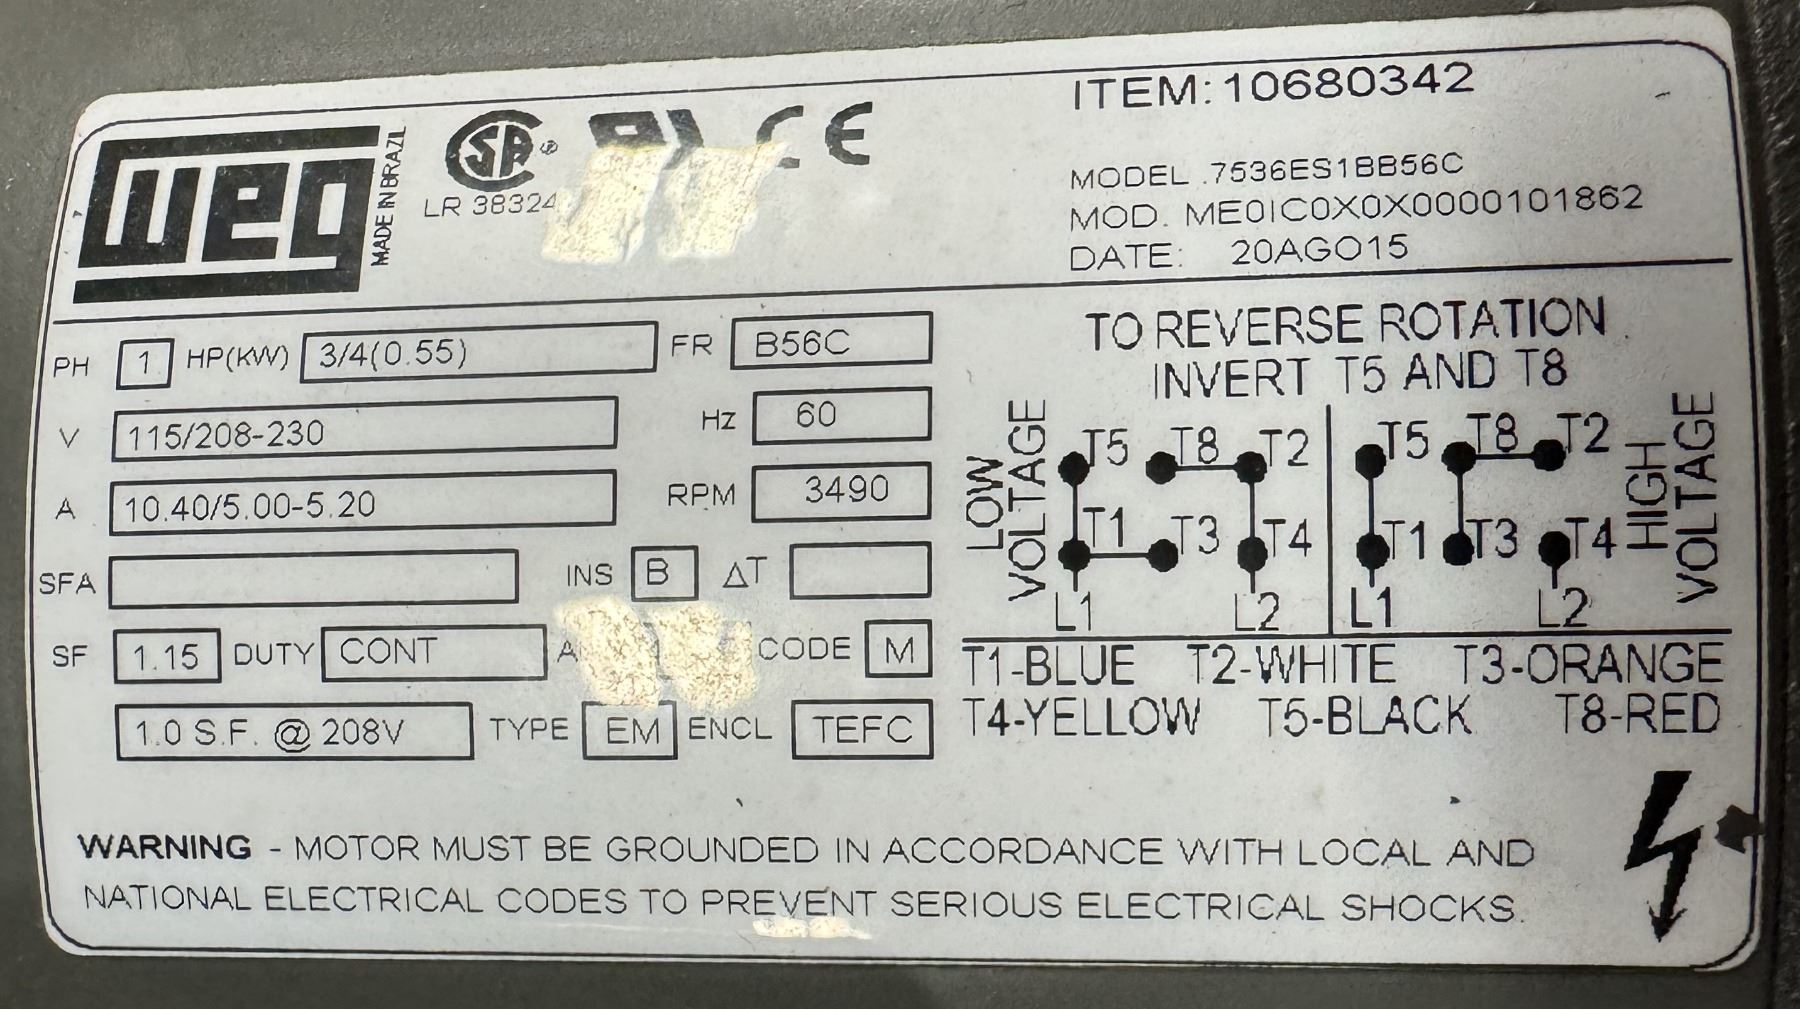 weg
MADE IN BRAZIL
SA ®
LR 38324
CE
ITEM: 10680342
MODEL .7536ES1BB56C
MOD. ME0IC0X0X0000101862
DATE: 20AGO15
PH 1 HP(KW) 3/4(0.55) FR B56C
V 115/208-230 Hz 60
A 10.40/5.00-5.20 RPM 3490
SFA INS B ΔT
SF 1.15 DUTY CONT CODE M
1.0 S.F. @ 208V TYPE EM ENCL TEFC
TO REVERSE ROTATION
INVERT T5 AND T8
LOW VOLTAGE
T5 T8 T2
T1 T3 T4
L1 L2
T5 T8 T2
T1 T3 T4
L1 L2
HIGH VOLTAGE
T1-BLUE T2-WHITE T3-ORANGE
T4-YELLOW T5-BLACK T8-RED
WARNING - MOTOR MUST BE GROUNDED IN ACCORDANCE WITH LOCAL AND
NATIONAL ELECTRICAL CODES TO PREVENT SERIOUS ELECTRICAL SHOCKS.